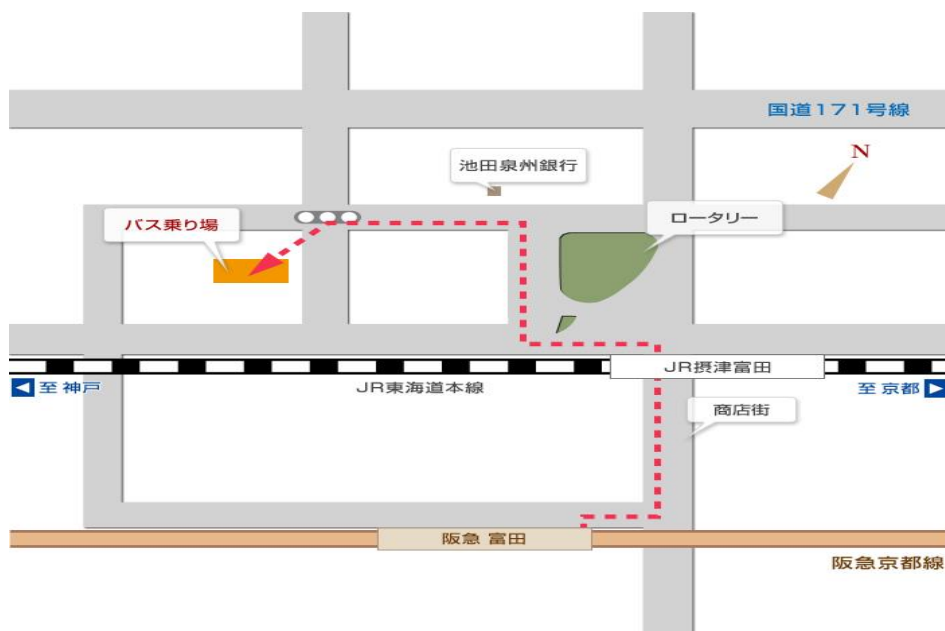 国道171号線
N
池田泉州銀行
バス乗り場
ロータリー
JR摂津富田
至 神戸
JR東海道本線
至 京都
商店街
阪急 富田
阪急京都線